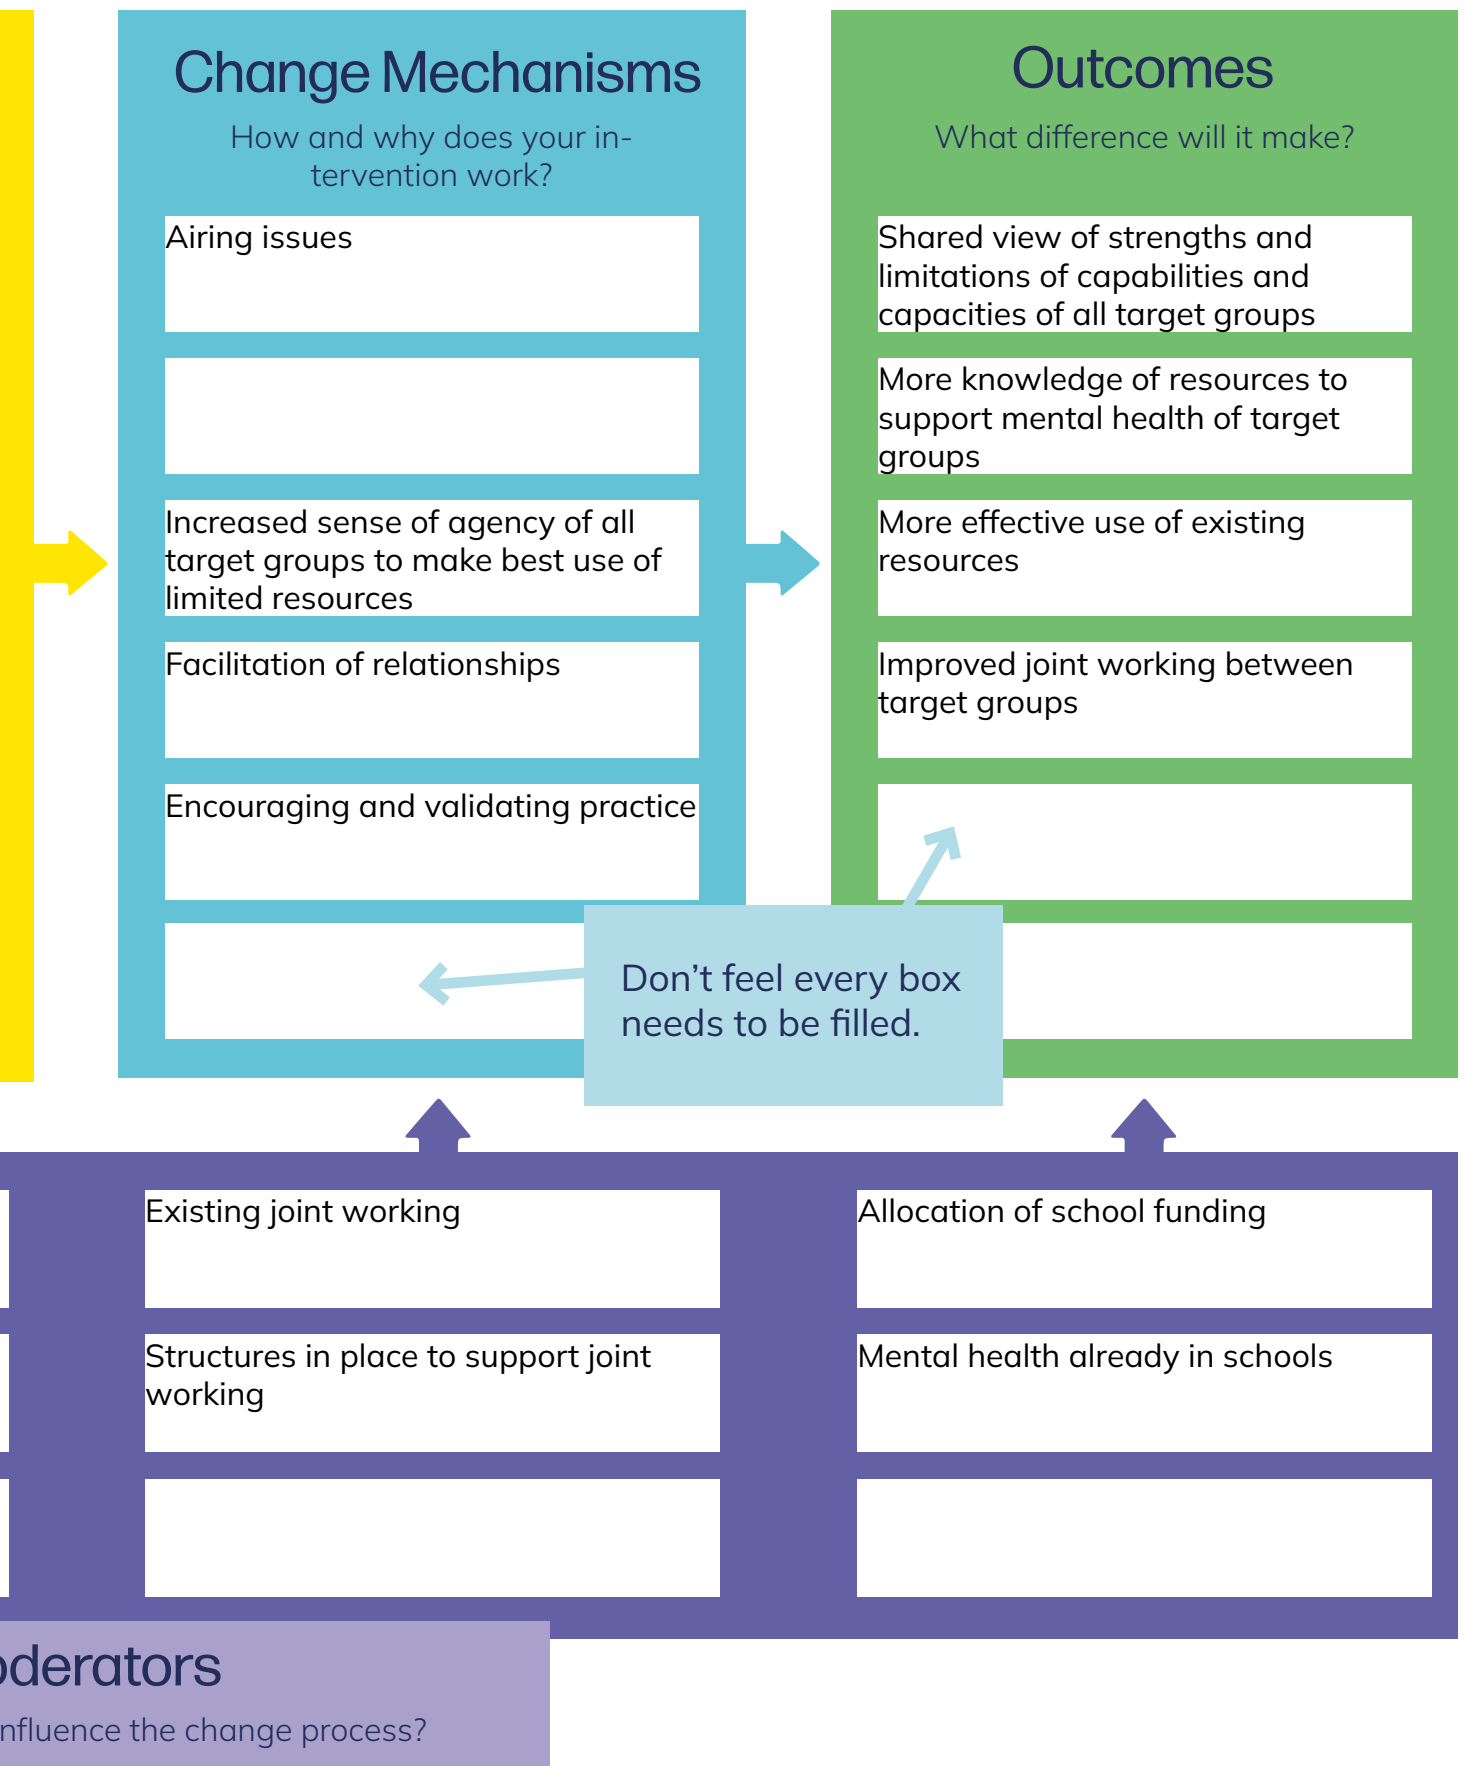 Change Mechanisms
How and why does your in-
tervention work?
Airing issues
Increased sense of agency of all
target groups to make best use of
limited resources
Facilitation of relationships
Encouraging and validating practice
Outcomes
What difference will it make?
Shared view of strengths and
limitations of capabilities and
capacities of all target groups
More knowledge of resources to
support mental health of target
groups
More effective use of existing
resources
Improved joint working between
target groups
Don’t feel every box
needs to be filled.
Existing joint working
Structures in place to support joint
working
Allocation of school funding
Mental health already in schools
oderators
nfluence the change process?